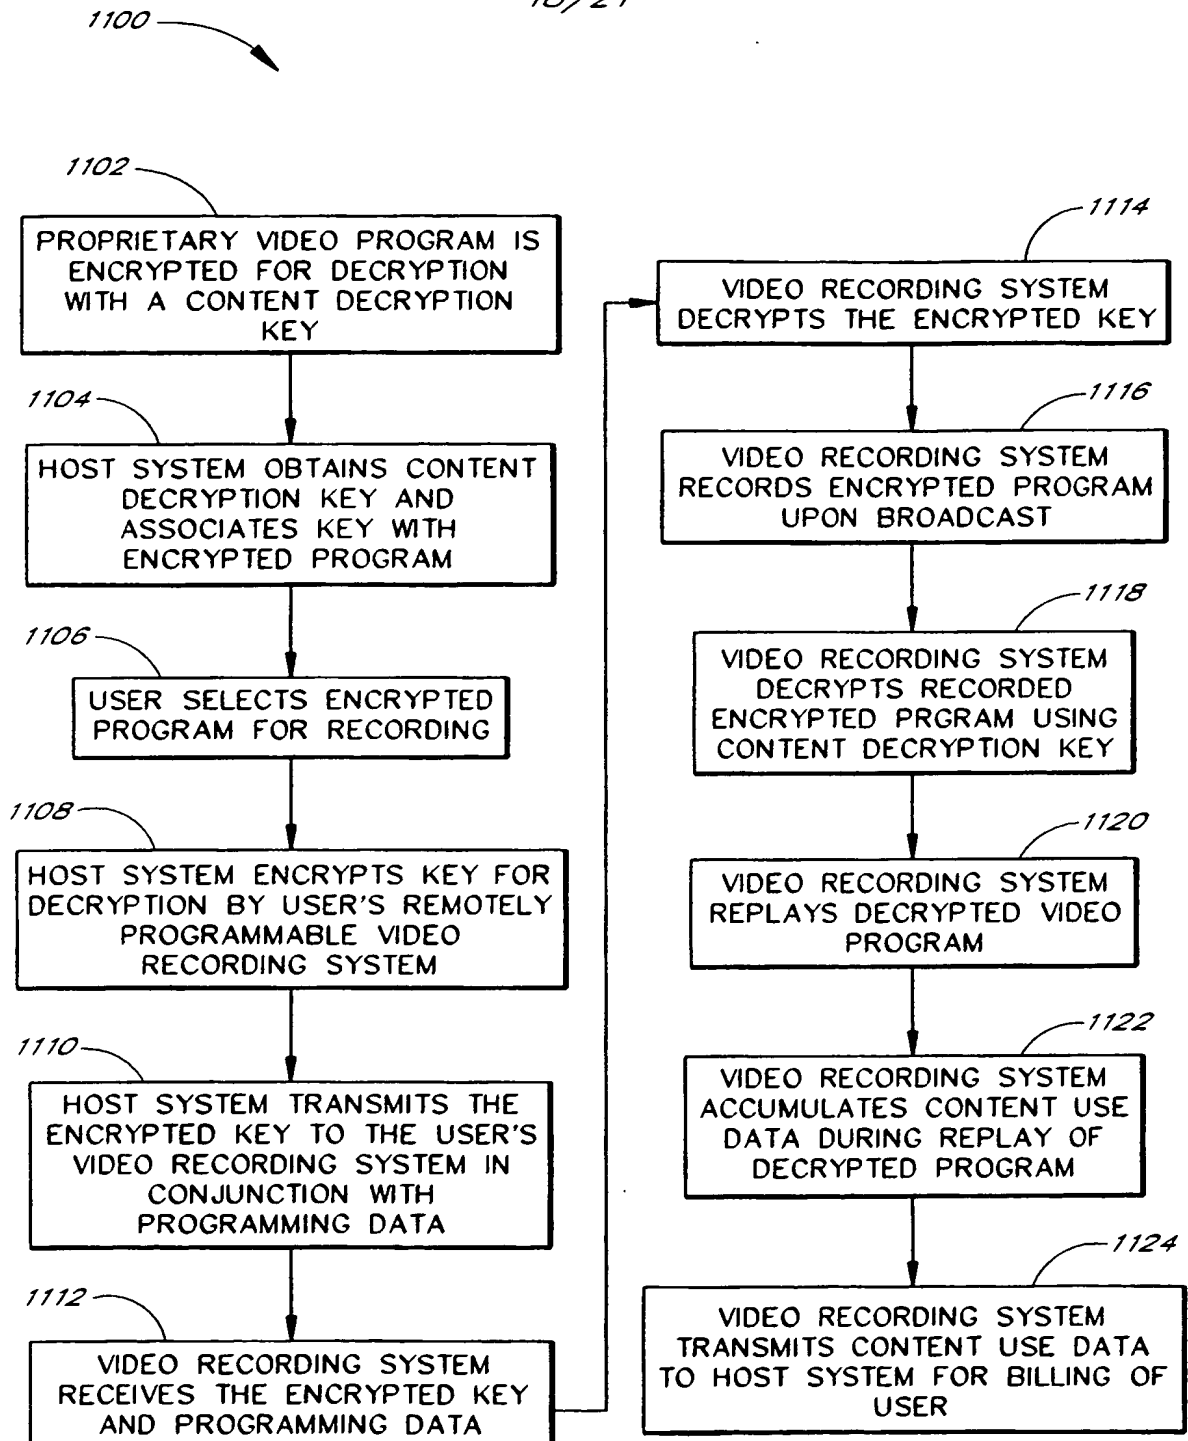 1100
1102
PROPRIETARY VIDEO PROGRAM IS
ENCRYPTED FOR DECRYPTION
WITH A CONTENT DECRYPTION
KEY
1104
HOST SYSTEM OBTAINS CONTENT
DECRYPTION KEY AND
ASSOCIATES KEY WITH
ENCRYPTED PROGRAM
1106
USER SELECTS ENCRYPTED
PROGRAM FOR RECORDING
1108
HOST SYSTEM ENCRYPTS KEY FOR
DECRYPTION BY USER'S REMOTELY
PROGRAMMABLE VIDEO
RECORDING SYSTEM
1110
HOST SYSTEM TRANSMITS THE
ENCRYPTED KEY TO THE USER'S
VIDEO RECORDING SYSTEM IN
CONJUNCTION WITH
PROGRAMMING DATA
1112
VIDEO RECORDING SYSTEM
RECEIVES THE ENCRYPTED KEY
AND PROGRAMMING DATA
1114
VIDEO RECORDING SYSTEM
DECRYPTS THE ENCRYPTED KEY
1116
VIDEO RECORDING SYSTEM
RECORDS ENCRYPTED PROGRAM
UPON BROADCAST
1118
VIDEO RECORDING SYSTEM
DECRYPTS RECORDED
ENCRYPTED PRGRAM USING
CONTENT DECRYPTION KEY
1120
VIDEO RECORDING SYSTEM
REPLAYS DECRYPTED VIDEO
PROGRAM
1122
VIDEO RECORDING SYSTEM
ACCUMULATES CONTENT USE
DATA DURING REPLAY OF
DECRYPTED PROGRAM
1124
VIDEO RECORDING SYSTEM
TRANSMITS CONTENT USE DATA
TO HOST SYSTEM FOR BILLING OF
USER